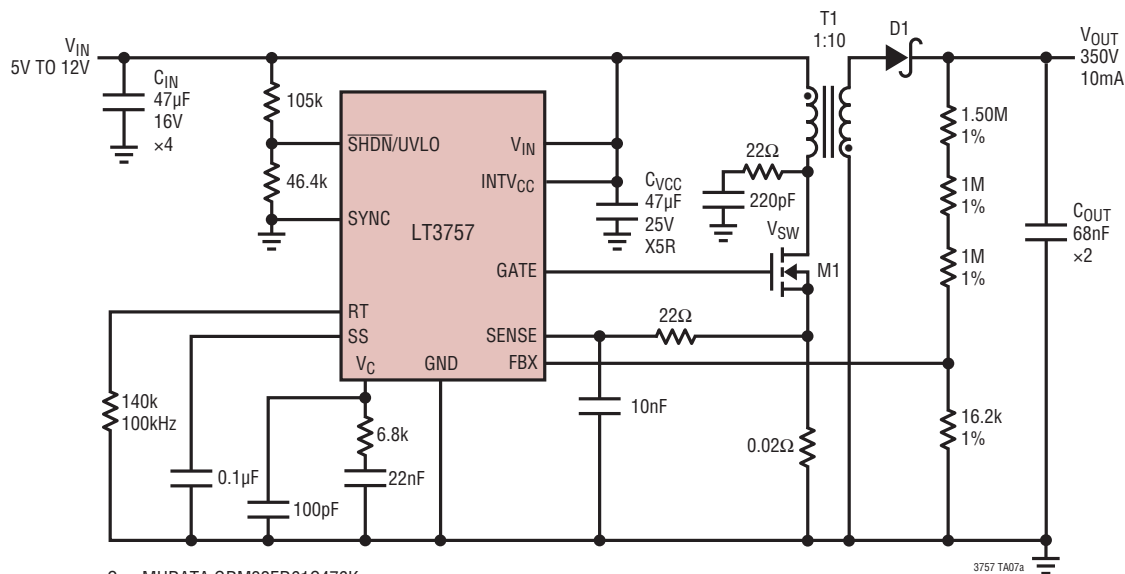 VIN
5V TO 12V
CIN
47µF
16V
×4
105k
46.4k
SHDN/UVLO
SYNC
VIN
INTVCC
LT3757
GATE
SENSE
FBX
RT
SS
VC
GND
CVCC
47µF
25V
X5R
22Ω
220pF
VSW
M1
T1
1:10
D1
VOUT
350V
10mA
1.50M
1%
1M
1%
1M
1%
COUT
68nF
×2
22Ω
10nF
0.02Ω
16.2k
1%
140k
100kHz
0.1µF
100pF
6.8k
22nF
3757 TA07a